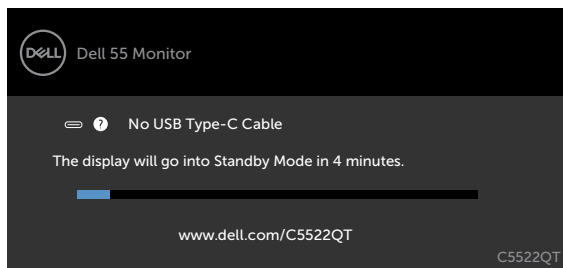 DELL Dell 55 Monitor
? No USB Type-C Cable
The display will go into Standby Mode in 4 minutes.
www.dell.com/C5522QT
C5522QT